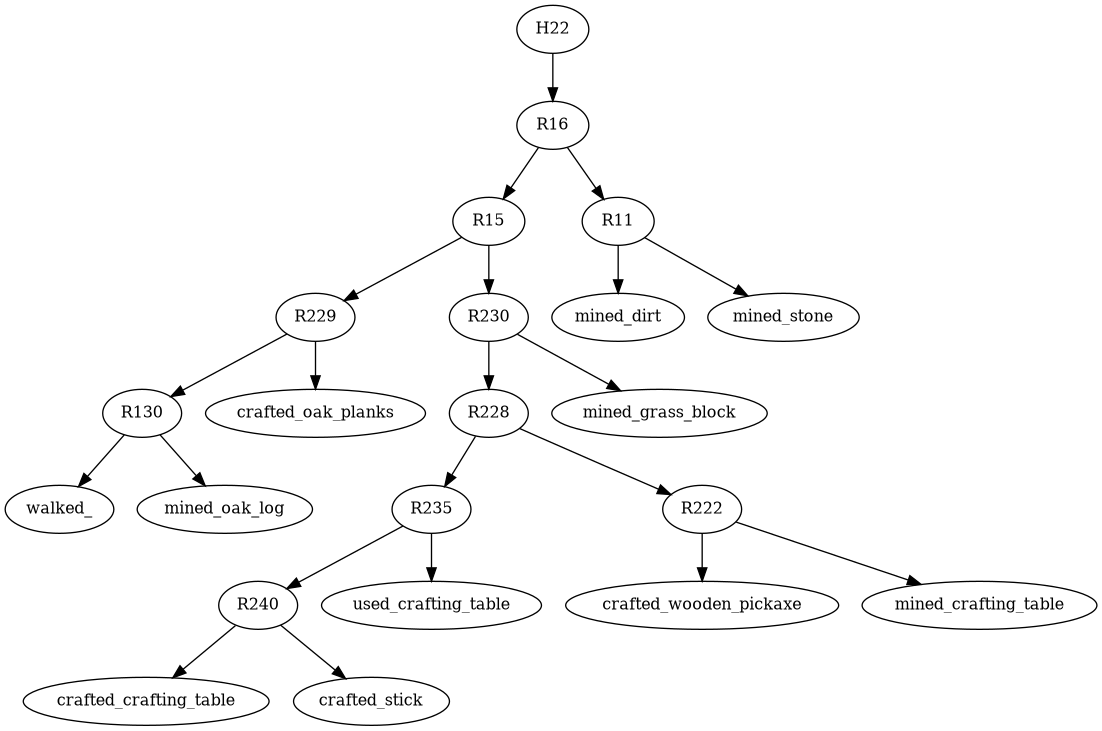 H22
R16
R15
R11
R229
R230
mined_dirt
mined_stone
R130
crafted_oak_planks
R228
mined_grass_block
walked_
mined_oak_log
R235
R222
R240
used_crafting_table
crafted_wooden_pickaxe
mined_crafting_table
crafted_crafting_table
crafted_stick